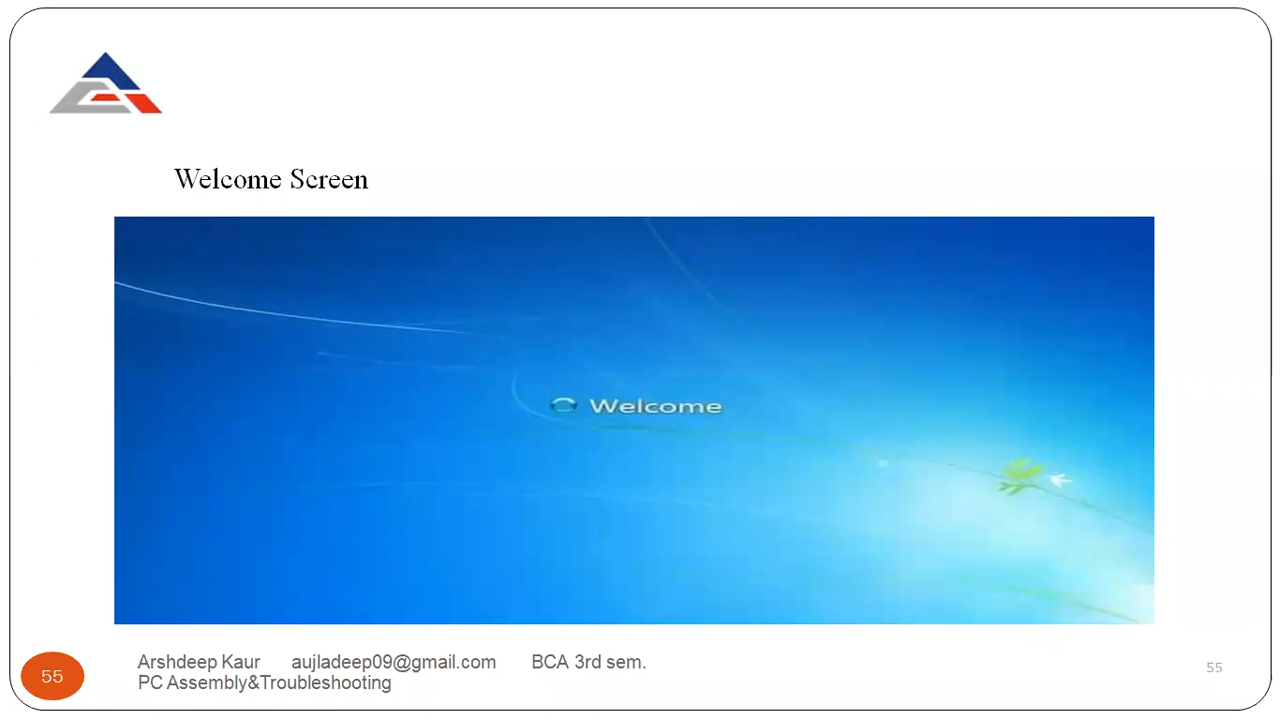 Welcome Screen
Welcome
55
Arshdeep Kaur aujladeep09@gmail.com BCA 3rd sem.
PC Assembly&Troubleshooting
55